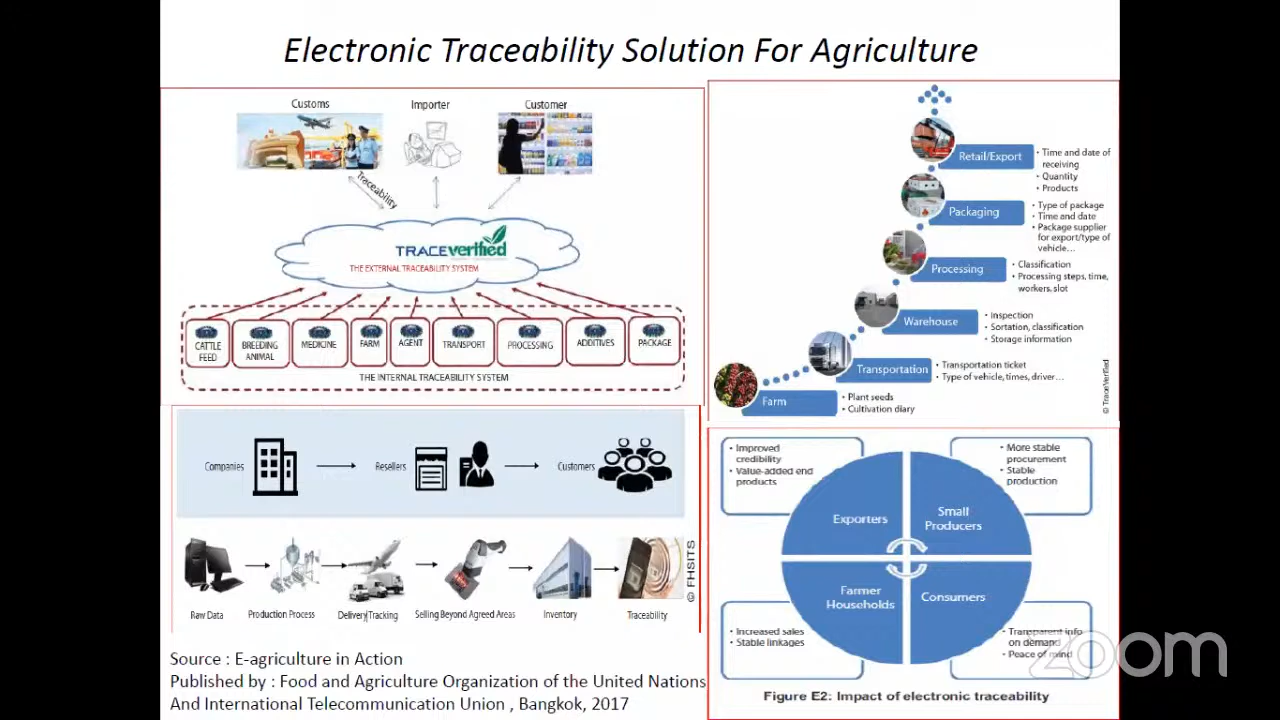 Electronic Traceability Solution For Agriculture
Customs
Importer
Customer
Traceability
TRACEverified
THE EXTERNAL TRACEABILITY SYSTEM
CATTLE
FEED
BREEDING
ANIMAL
MEDICINE
FARM
AGENT
TRANSPORT
PROCESSING
ADDITIVES
PACKAGE
THE INTERNAL TRACEABILITY SYSTEM
Retail/Export
• Time and date of
receiving
• Quantity
• Products
Packaging
• Type of package
• Time and date
• Package supplier
for export/type of
vehicle…
Processing
• Classification
• Processing steps, time,
workers, slot
Warehouse
• Inspection
• Sortation, classification
• Storage information
Transportation
• Transportation ticket
• Type of vehicle, times, driver…
Farm
• Plant seeds
• Cultivation diary
© TraceVerified
Companies
Resellers
Customers
Raw Data
Production Process
Delivery/Tracking
Selling Beyond Agreed Areas
Inventory
Traceability
© FHSITS
• Improved
credibility
• Value-added end
products
• More stable
procurement
• Stable
production
Exporters
Small
Producers
Farmer
Households
Consumers
• Increased sales
• Stable linkages
• Transparent info
on demand
• Peace of mind
Figure E2: Impact of electronic traceability
Source : E-agriculture in Action
Published by : Food and Agriculture Organization of the United Nations
And International Telecommunication Union , Bangkok, 2017
zoom